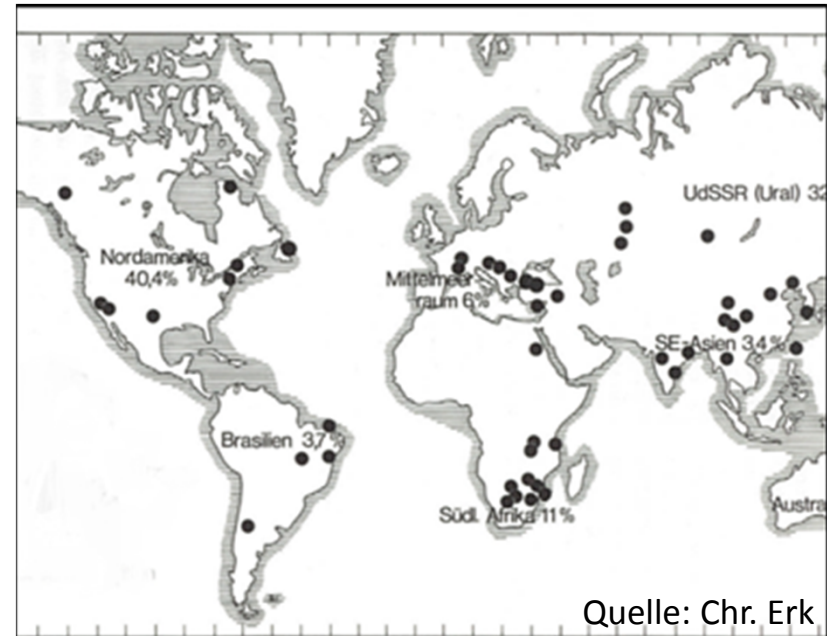 UdSSR (Ural) 32
Nordamerika
40,4%
Mittelmeer
raum 6%
SE-Asien 3,4%
Brasilien 3,7%
Südl. Afrika 11%
Austra
Quelle: Chr. Erk